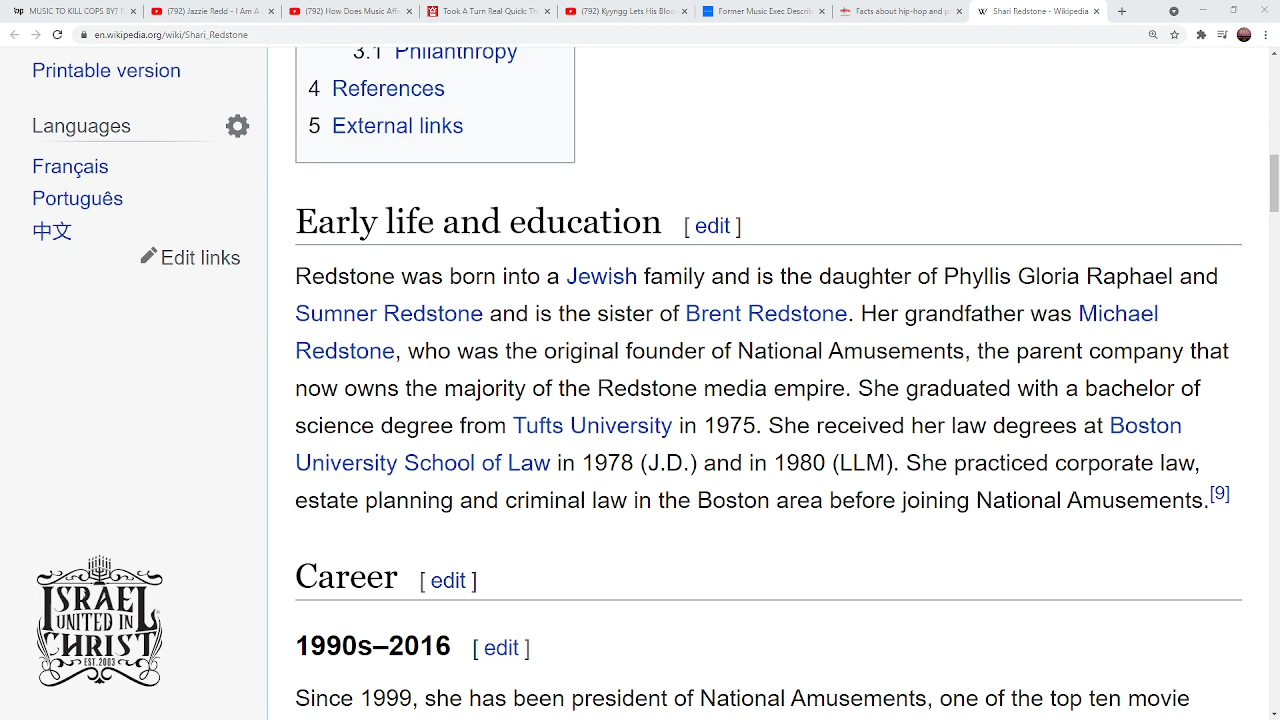 MUSIC TO KILL COPS BY?
(792) Jazzie Redd - I Am A
(792) How Does Music Aff
Took A Turn Real Quick: Th
(792) Kyyngg Lets His Bloo
Former Music Exec Describ
Facts about hip-hop and p
Shari Redstone - Wikipedia
en.wikipedia.org/wiki/Shari_Redstone
Printable version
Languages
Français
Português
中文
Edit links
3.1 Philanthropy
4 References
5 External links
Early life and education [ edit ]
Redstone was born into a Jewish family and is the daughter of Phyllis Gloria Raphael and
Sumner Redstone and is the sister of Brent Redstone. Her grandfather was Michael
Redstone, who was the original founder of National Amusements, the parent company that
now owns the majority of the Redstone media empire. She graduated with a bachelor of
science degree from Tufts University in 1975. She received her law degrees at Boston
University School of Law in 1978 (J.D.) and in 1980 (LLM). She practiced corporate law,
estate planning and criminal law in the Boston area before joining National Amusements.[9]
Career [ edit ]
1990s–2016 [ edit ]
Since 1999, she has been president of National Amusements, one of the top ten movie
ISRAEL
UNITED IN
CHRIST
EST. 2003